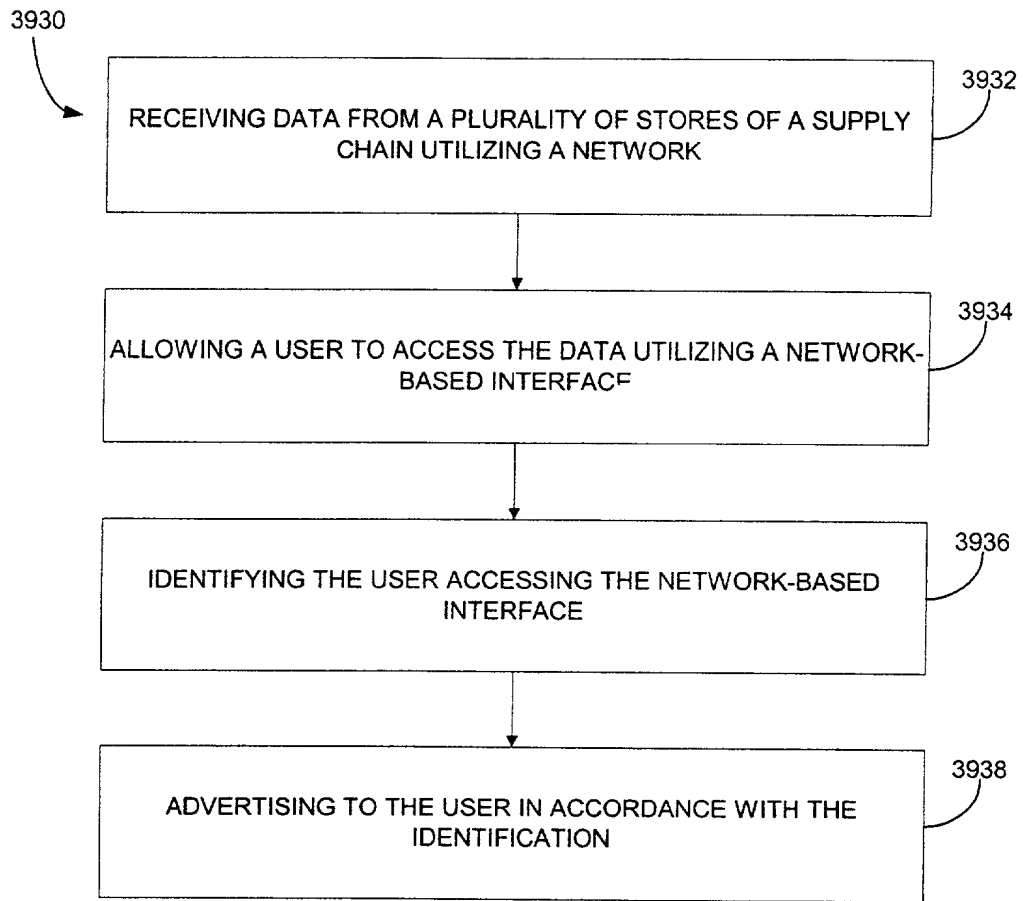 3930
3932
RECEIVING DATA FROM A PLURALITY OF STORES OF A SUPPLY
CHAIN UTILIZING A NETWORK
3934
ALLOWING A USER TO ACCESS THE DATA UTILIZING A NETWORK-
BASED INTERFACE
3936
IDENTIFYING THE USER ACCESSING THE NETWORK-BASED
INTERFACE
3938
ADVERTISING TO THE USER IN ACCORDANCE WITH THE
IDENTIFICATION